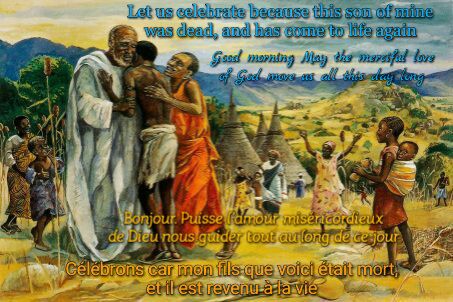 Let us celebrate because this son of mine
was dead, and has come to life again
Good morning May the merciful love
of God move us all this day long
Bonjour. Puisse l'amour miséricordieux
de Dieu nous guider tout au long de ce jour
Célébrons car mon fils que voici était mort,
et il est revenu à la vie